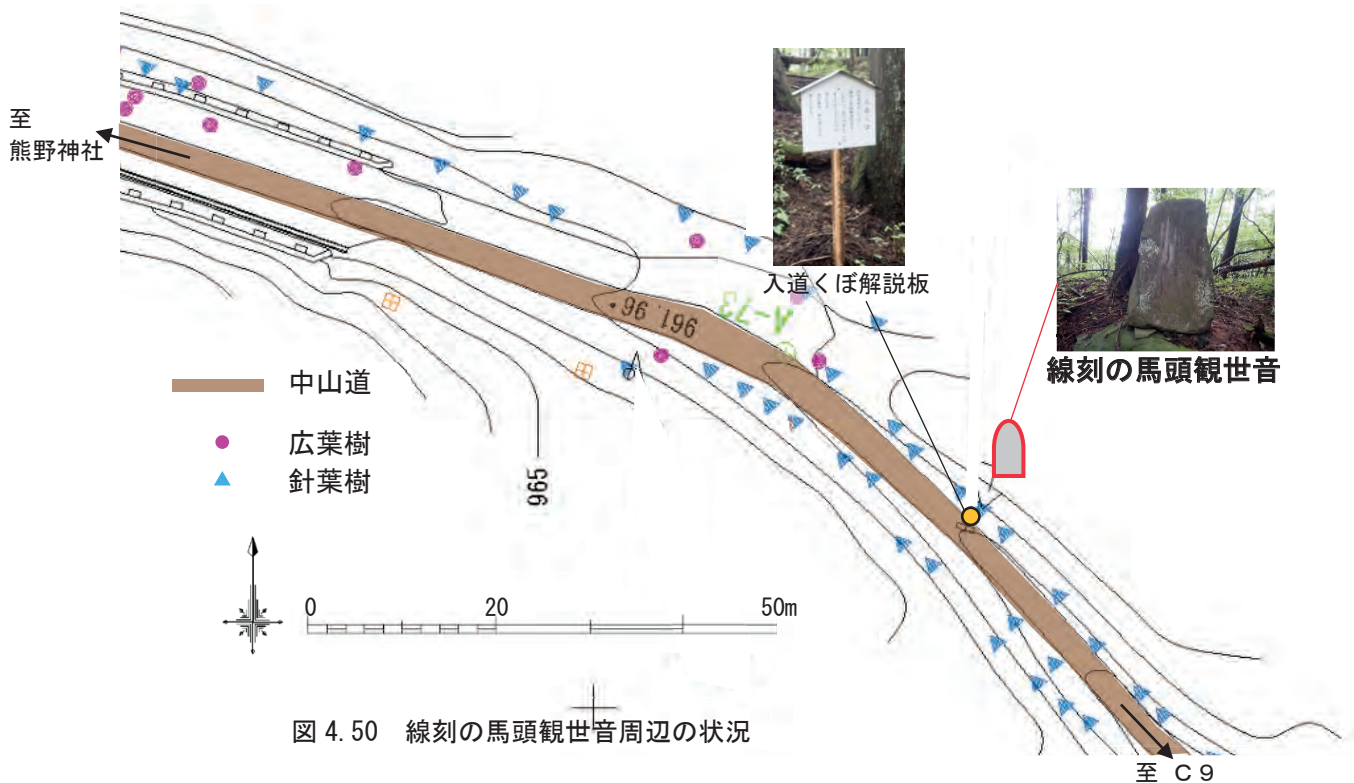 至
熊野神社
入道くぼ解説板
線刻の馬頭観世音
961.96
A-73
中山道
広葉樹
針葉樹
965
0 20 50m
図 4.50 線刻の馬頭観世音周辺の状況
至 C9